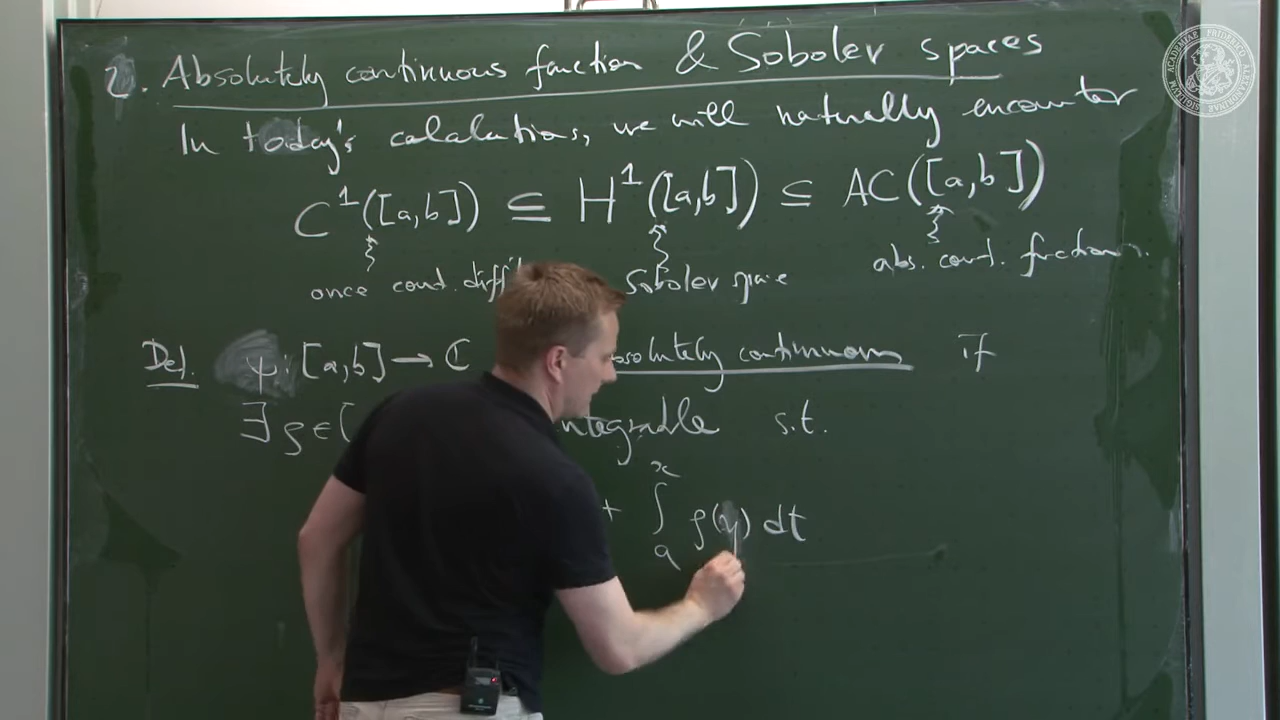 2. Absolutely continuous function & Sobolev spaces
In today's calculations, we will naturally encounter
C¹([a,b]) ⊆ H¹([a,b]) ⊆ AC([a,b])
once cont. diff Sobolev space abs. cont. functions.
Def. ψ: [a,b] → ℂ absolutely continuous if
∃ ρ ∈ ( integrable s.t.
+ ∫ₐˣ ρ(y) dt